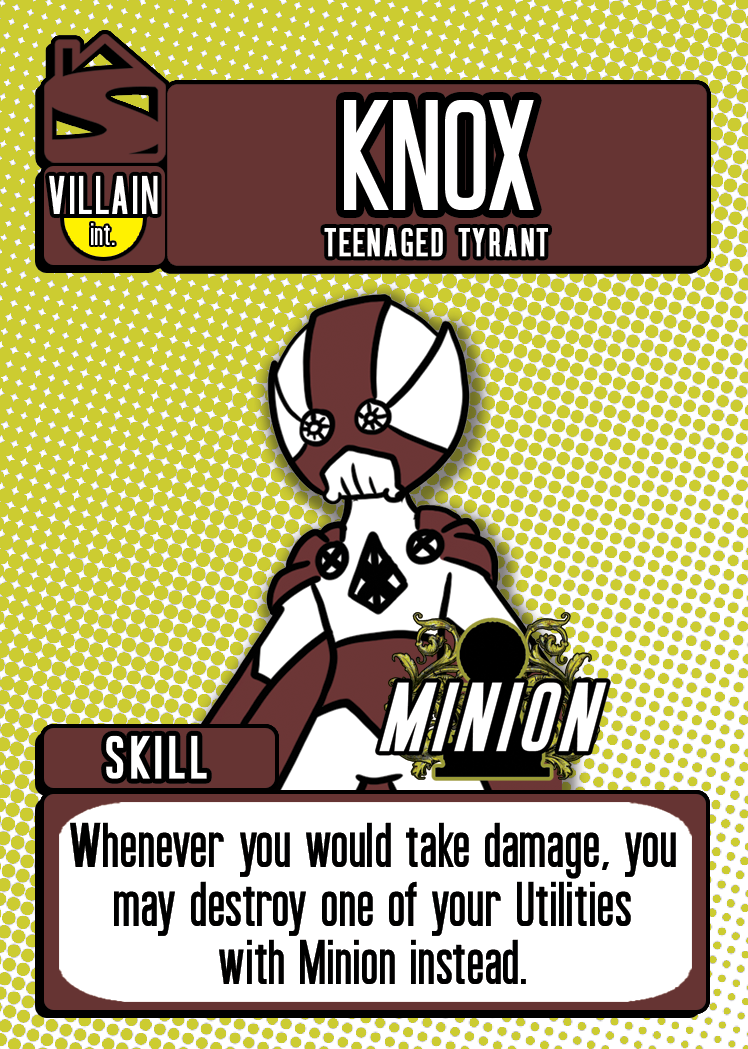 KNOX
TEENAGED TYRANT
VILLAIN
int.
MINION
SKILL
Whenever you would take damage, you
may destroy one of your Utilities
with Minion instead.